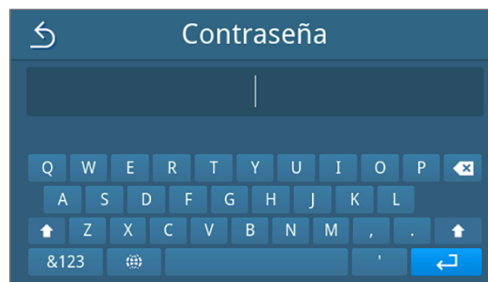 Contraseña
Q W E R T Y U I O P
A S D F G H J K L
Z X C V B N M , .
&123 '